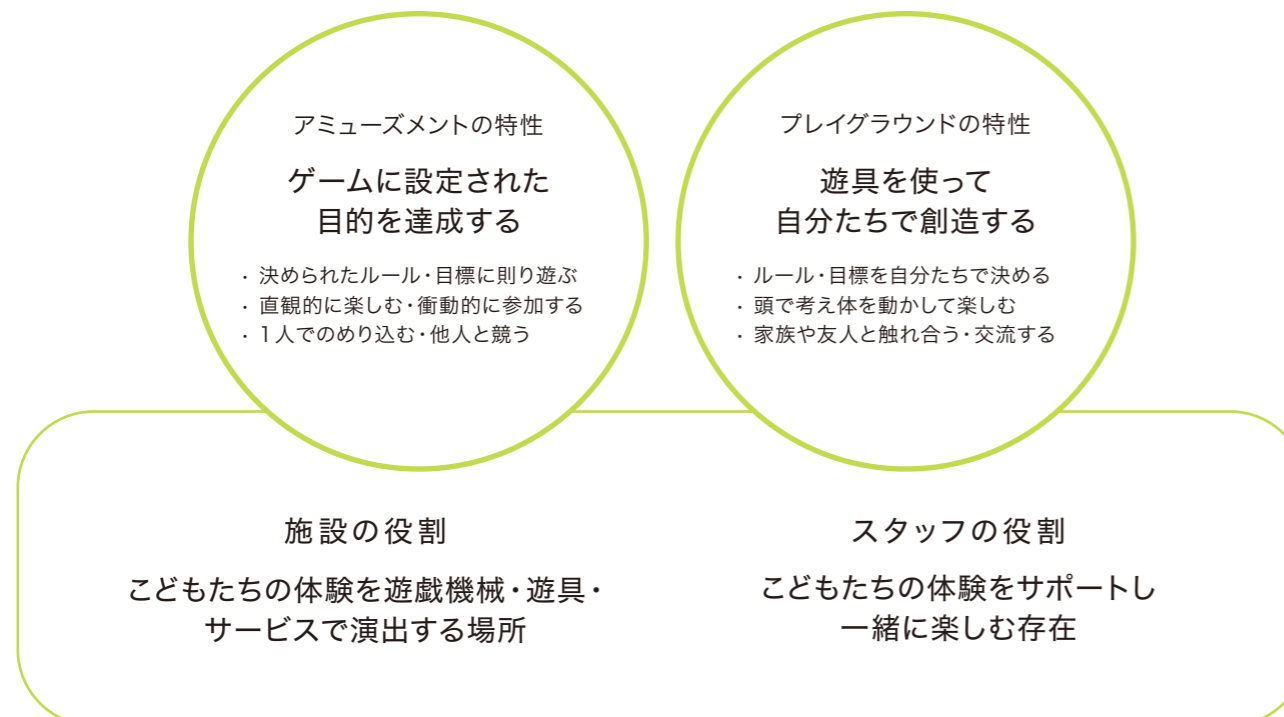 アミューズメントの特性
ゲームに設定された
目的を達成する
・ 決められたルール・目標に則り遊ぶ
・ 直観的に楽しむ・衝動的に参加する
・ 1人でのめり込む・他人と競う
プレイグラウンドの特性
遊具を使って
自分たちで創造する
・ ルール・目標を自分たちで決める
・ 頭で考え体を動かして楽しむ
・ 家族や友人と触れ合う・交流する
施設の役割
こどもたちの体験を遊戯機械・遊具・
サービスで演出する場所
スタッフの役割
こどもたちの体験をサポートし
一緒に楽しむ存在